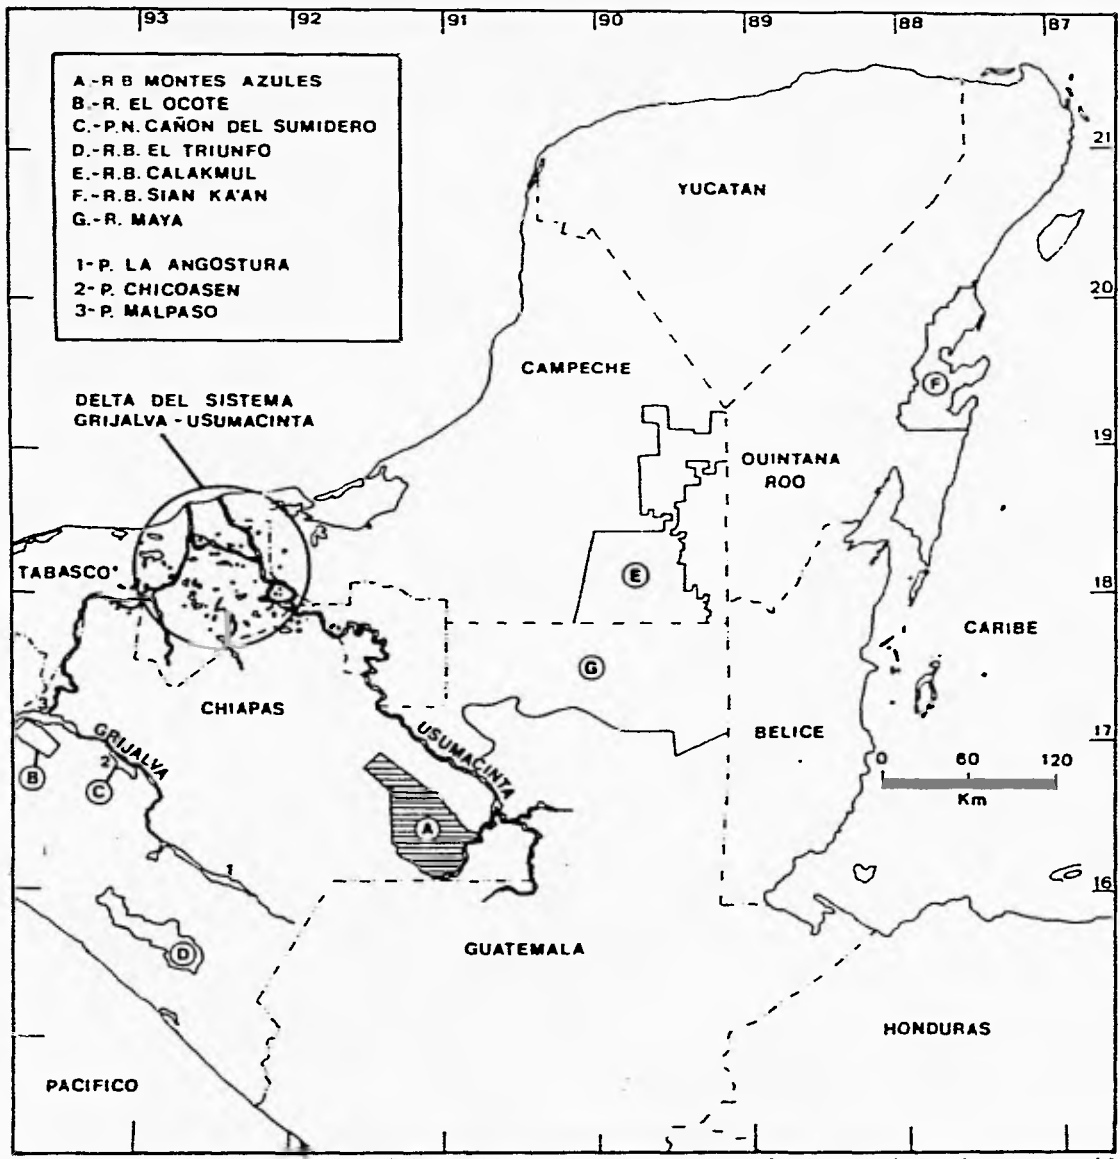 93 92 91 90 89 88 87
A.-R B MONTES AZULES
B.-R. EL OCOTE
C.-P.N. CAÑON DEL SUMIDERO
D.-R.B. EL TRIUNFO
E.-R.B. CALAKMUL
F.-R.B. SIAN KA'AN
G.-R. MAYA
1-P. LA ANGOSTURA
2-P. CHICOASEN
3-P. MALPASO
21
YUCATAN
20
CAMPECHE
F
DELTA DEL SISTEMA
GRIJALVA-USUMACINTA
19
QUINTANA
ROO
TABASCO
E
18
CARIBE
G
3
CHIAPAS
USUMACINTA
BELICE
17
GRIJALVA
B
2
C
0 60 120
Km
A
1
16
D
GUATEMALA
HONDURAS
PACIFICO